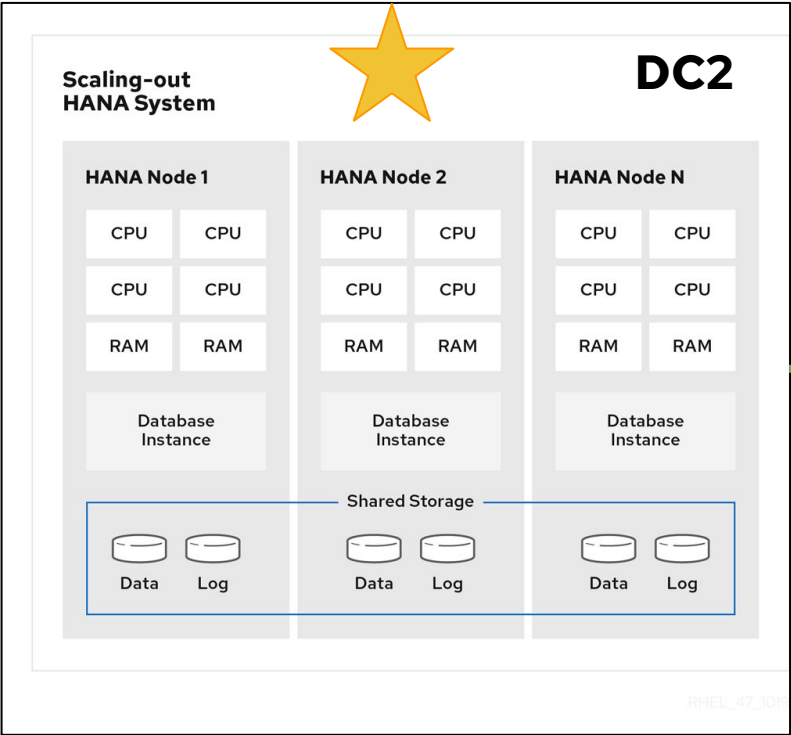 Scaling-out
HANA System
DC2
HANA Node 1
HANA Node 2
HANA Node N
CPU CPU
CPU CPU
CPU CPU
CPU CPU
CPU CPU
CPU CPU
RAM RAM
RAM RAM
RAM RAM
Database
Instance
Database
Instance
Database
Instance
Shared Storage
Data Log
Data Log
Data Log